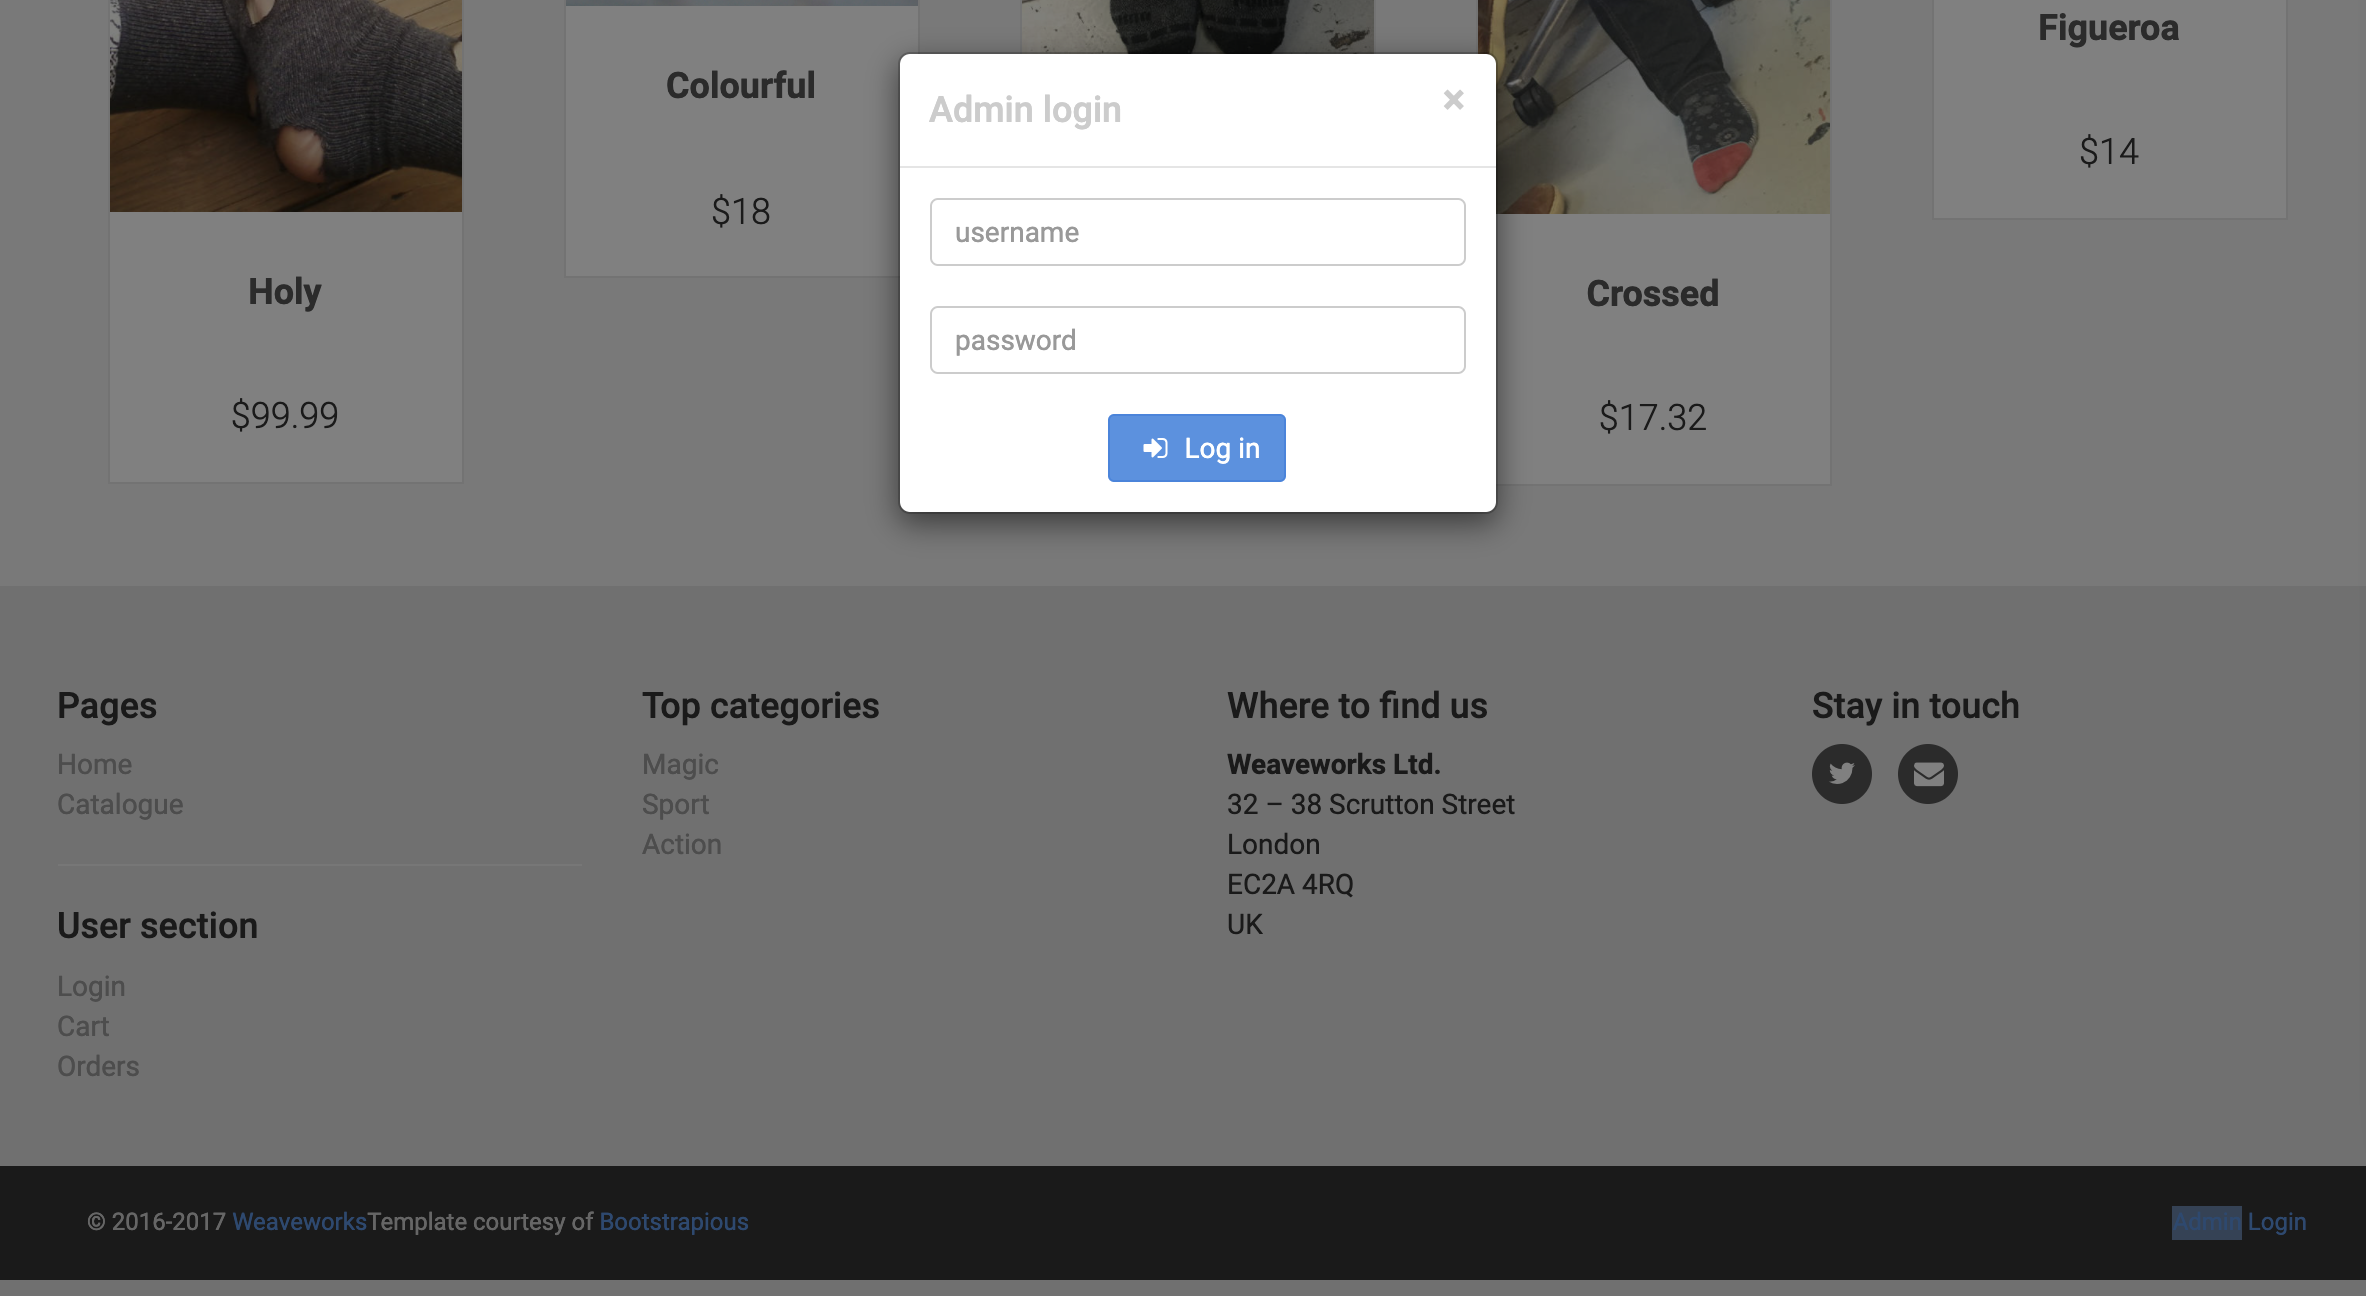 Figueroa
Colourful
Admin login
×
$14
$18
username
Holy
Crossed
password
$99.99
$17.32
Log in
Pages
Home
Catalogue
User section
Login
Cart
Orders
Top categories
Magic
Sport
Action
Where to find us
Weaveworks Ltd.
32 – 38 Scrutton Street
London
EC2A 4RQ
UK
Stay in touch
© 2016-2017 WeaveworksTemplate courtesy of Bootstrapious
Admin Login